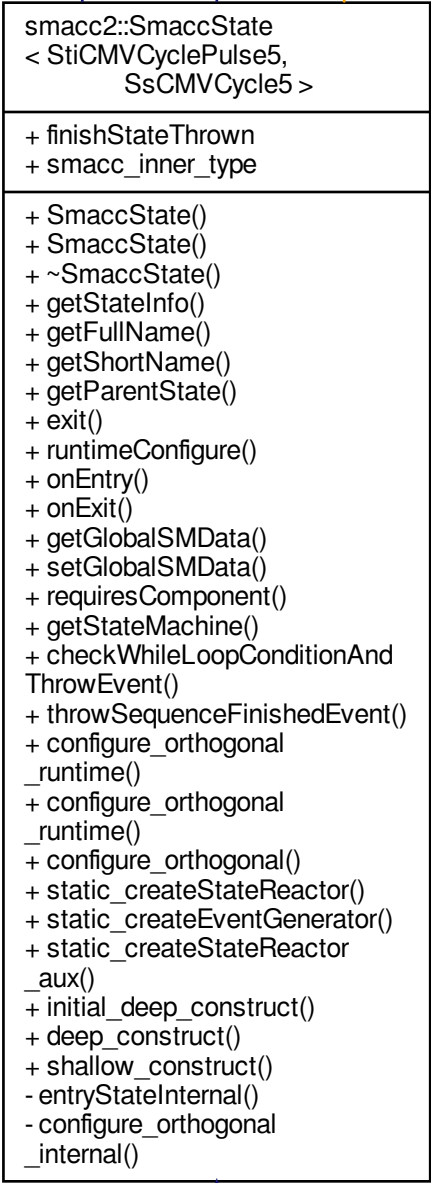 smacc2::SmaccState
< StiCMVCyclePulse5,
SsCMVCycle5 >
+ finishStateThrown
+ smacc_inner_type
+ SmaccState()
+ SmaccState()
+ ~SmaccState()
+ getStateInfo()
+ getFullName()
+ getShortName()
+ getParentState()
+ exit()
+ runtimeConfigure()
+ onEntry()
+ onExit()
+ getGlobalSMData()
+ setGlobalSMData()
+ requiresComponent()
+ getStateMachine()
+ checkWhileLoopConditionAnd
ThrowEvent()
+ throwSequenceFinishedEvent()
+ configure_orthogonal
_runtime()
+ configure_orthogonal
_runtime()
+ configure_orthogonal()
+ static_createStateReactor()
+ static_createEventGenerator()
+ static_createStateReactor
_aux()
+ initial_deep_construct()
+ deep_construct()
+ shallow_construct()
- entryStateInternal()
- configure_orthogonal
_internal()